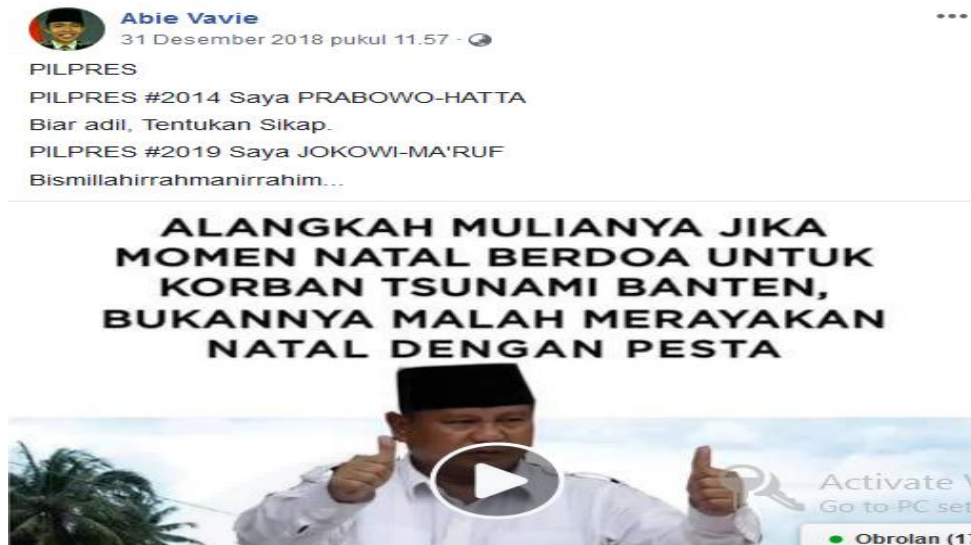 Abie Vavie
31 Desember 2018 pukul 11.57 ·
PILPRES
PILPRES #2014 Saya PRABOWO-HATTA
Biar adil, Tentukan Sikap.
PILPRES #2019 Saya JOKOWI-MA'RUF
Bismillahirrahmanirrahim...
ALANGKAH MULIANYA JIKA
MOMEN NATAL BERDOA UNTUK
KORBAN TSUNAMI BANTEN,
BUKANNYA MALAH MERAYAKAN
NATAL DENGAN PESTA
Activate
Go to PC set
Obrolan (1